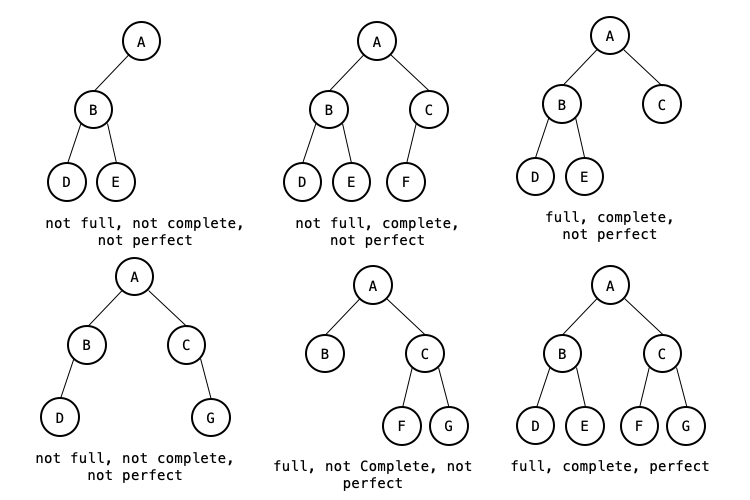 A
A
A
B
B
C
B
C
D
E
D
E
F
D
E
not full, not complete,
not perfect
not full, complete,
not perfect
full, complete,
not perfect
A
A
A
B
C
B
C
B
C
D
G
F
G
D
E
F
G
not full, not complete,
not perfect
full, not Complete, not
perfect
full, complete, perfect